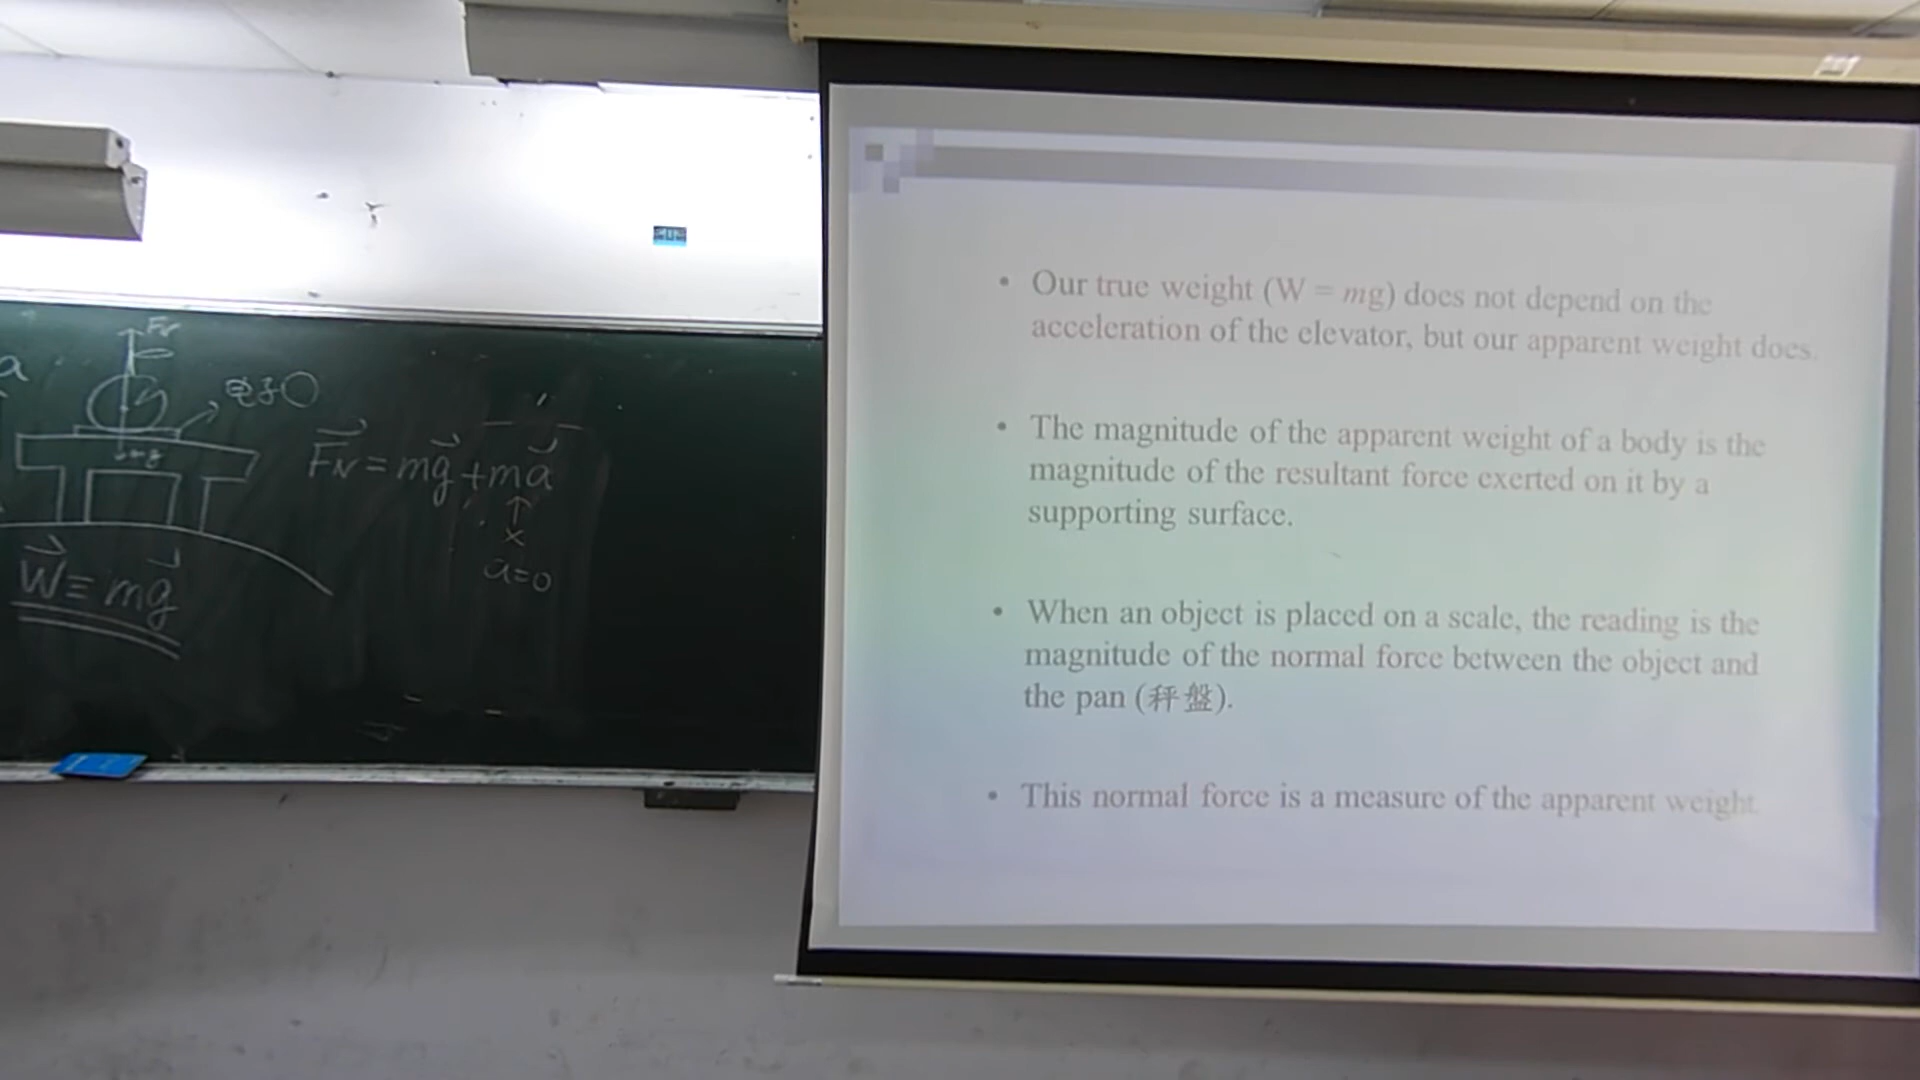 a
F_N
电子○
F⃗_N = mg⃗ + ma⃗
mg
↑
x
a=0
W⃗ ≡ mg⃗
• Our true weight (W = mg) does not depend on the
acceleration of the elevator, but our apparent weight does.
• The magnitude of the apparent weight of a body is the
magnitude of the resultant force exerted on it by a
supporting surface.
• When an object is placed on a scale, the reading is the
magnitude of the normal force between the object and
the pan (秤盤).
• This normal force is a measure of the apparent weight.